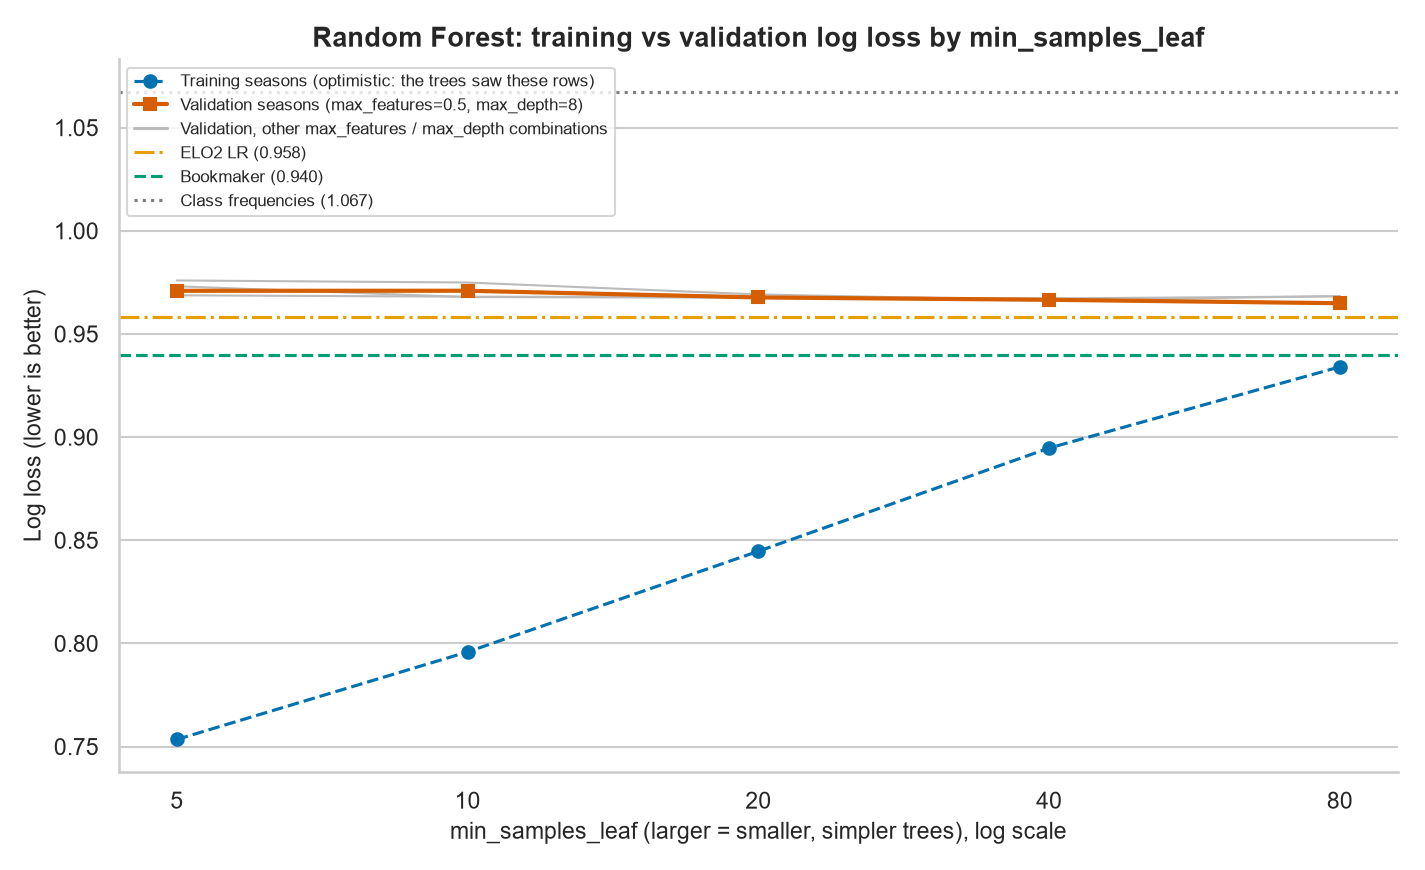 Random Forest: training vs validation log loss by min_samples_leaf
Training seasons (optimistic: the trees saw these rows)
Validation seasons (max_features=0.5, max_depth=8)
Validation, other max_features / max_depth combinations
ELO2 LR (0.958)
Bookmaker (0.940)
Class frequencies (1.067)
Log loss (lower is better)
1.05
1.00
0.95
0.90
0.85
0.80
0.75
5 10 20 40 80
min_samples_leaf (larger = smaller, simpler trees), log scale